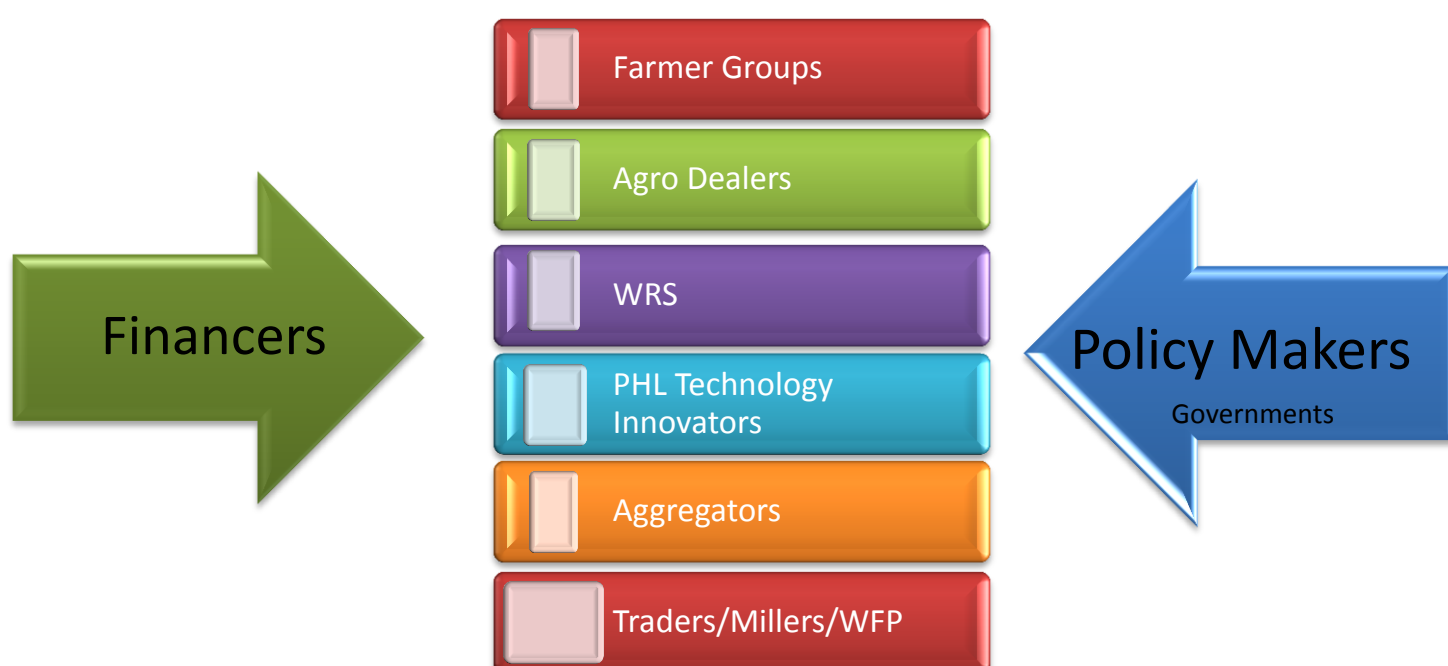 Farmer Groups
Agro Dealers
WRS
PHL Technology
Innovators
Aggregators
Traders/Millers/WFP
Financers
Policy Makers
Governments